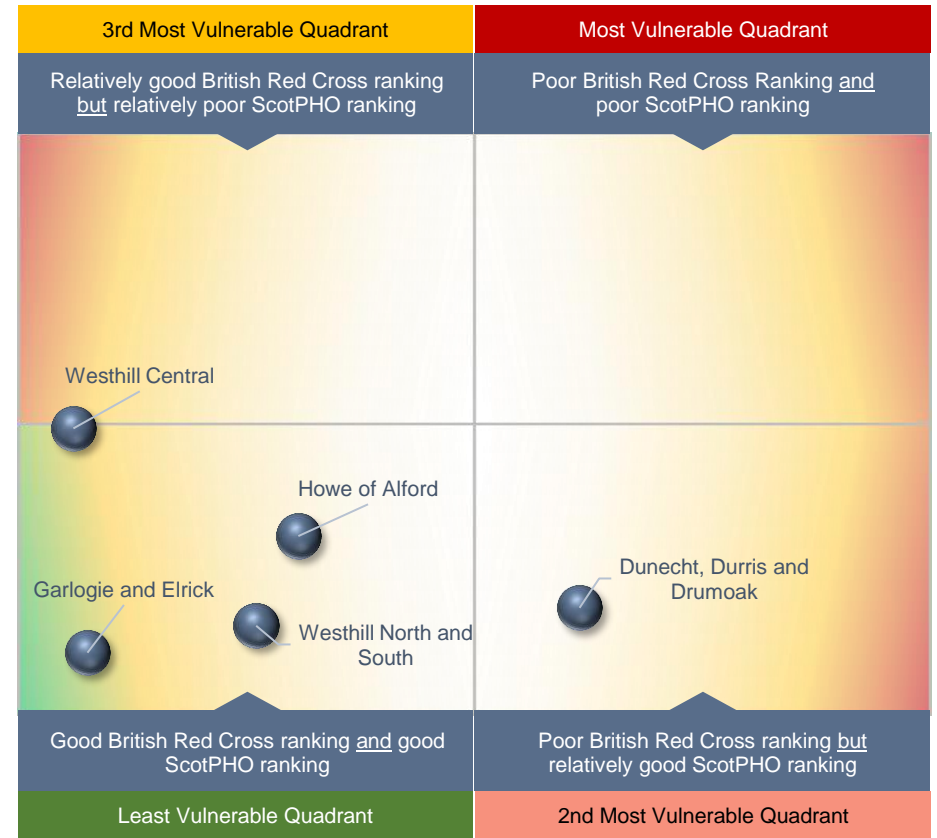 3rd Most Vulnerable Quadrant
Most Vulnerable Quadrant
Relatively good British Red Cross ranking
but relatively poor ScotPHO ranking
Poor British Red Cross Ranking and
poor ScotPHO ranking
Westhill Central
Howe of Alford
Garlogie and Elrick
Westhill North and
South
Dunecht, Durris and
Drumoak
Good British Red Cross ranking and good
ScotPHO ranking
Poor British Red Cross ranking but
relatively good ScotPHO ranking
Least Vulnerable Quadrant
2nd Most Vulnerable Quadrant